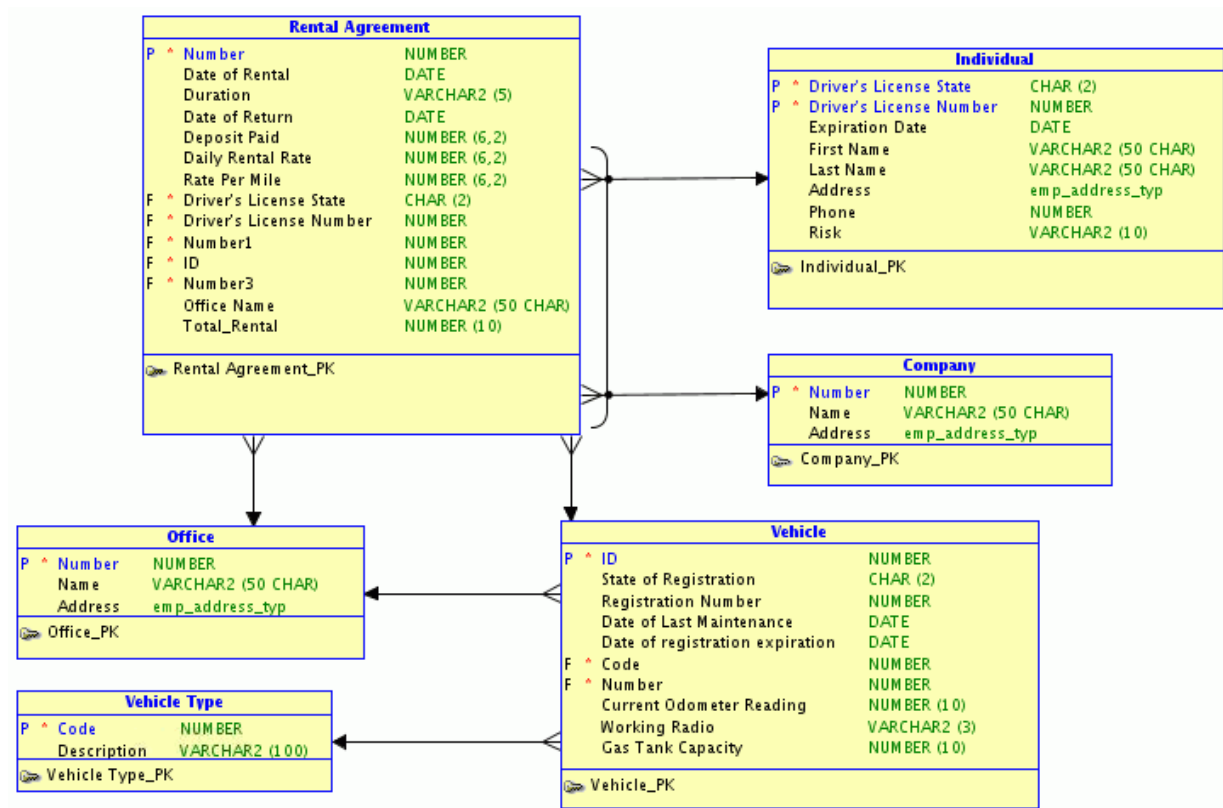 Rental Agreement
P * Number NUMBER
Date of Rental DATE
Duration VARCHAR2 (5)
Date of Return DATE
Deposit Paid NUMBER (6,2)
Daily Rental Rate NUMBER (6,2)
Rate Per Mile NUMBER (6,2)
F * Driver's License State CHAR (2)
F * Driver's License Number NUMBER
F * Number1 NUMBER
F * ID NUMBER
F * Number3 NUMBER
Office Name VARCHAR2 (50 CHAR)
Total_Rental NUMBER (10)
Rental Agreement_PK
Individual
P * Driver's License State CHAR (2)
P * Driver's License Number NUMBER
Expiration Date DATE
First Name VARCHAR2 (50 CHAR)
Last Name VARCHAR2 (50 CHAR)
Address emp_address_typ
Phone NUMBER
Risk VARCHAR2 (10)
Individual_PK
Company
P * Number NUMBER
Name VARCHAR2 (50 CHAR)
Address emp_address_typ
Company_PK
Office
P * Number NUMBER
Name VARCHAR2 (50 CHAR)
Address emp_address_typ
Office_PK
Vehicle
P * ID NUMBER
State of Registration CHAR (2)
Registration Number NUMBER
Date of Last Maintenance DATE
Date of registration expiration DATE
F * Code NUMBER
F * Number NUMBER
Current Odometer Reading NUMBER (10)
Working Radio VARCHAR2 (3)
Gas Tank Capacity NUMBER (10)
Vehicle_PK
Vehicle Type
P * Code NUMBER
Description VARCHAR2 (100)
Vehicle Type_PK